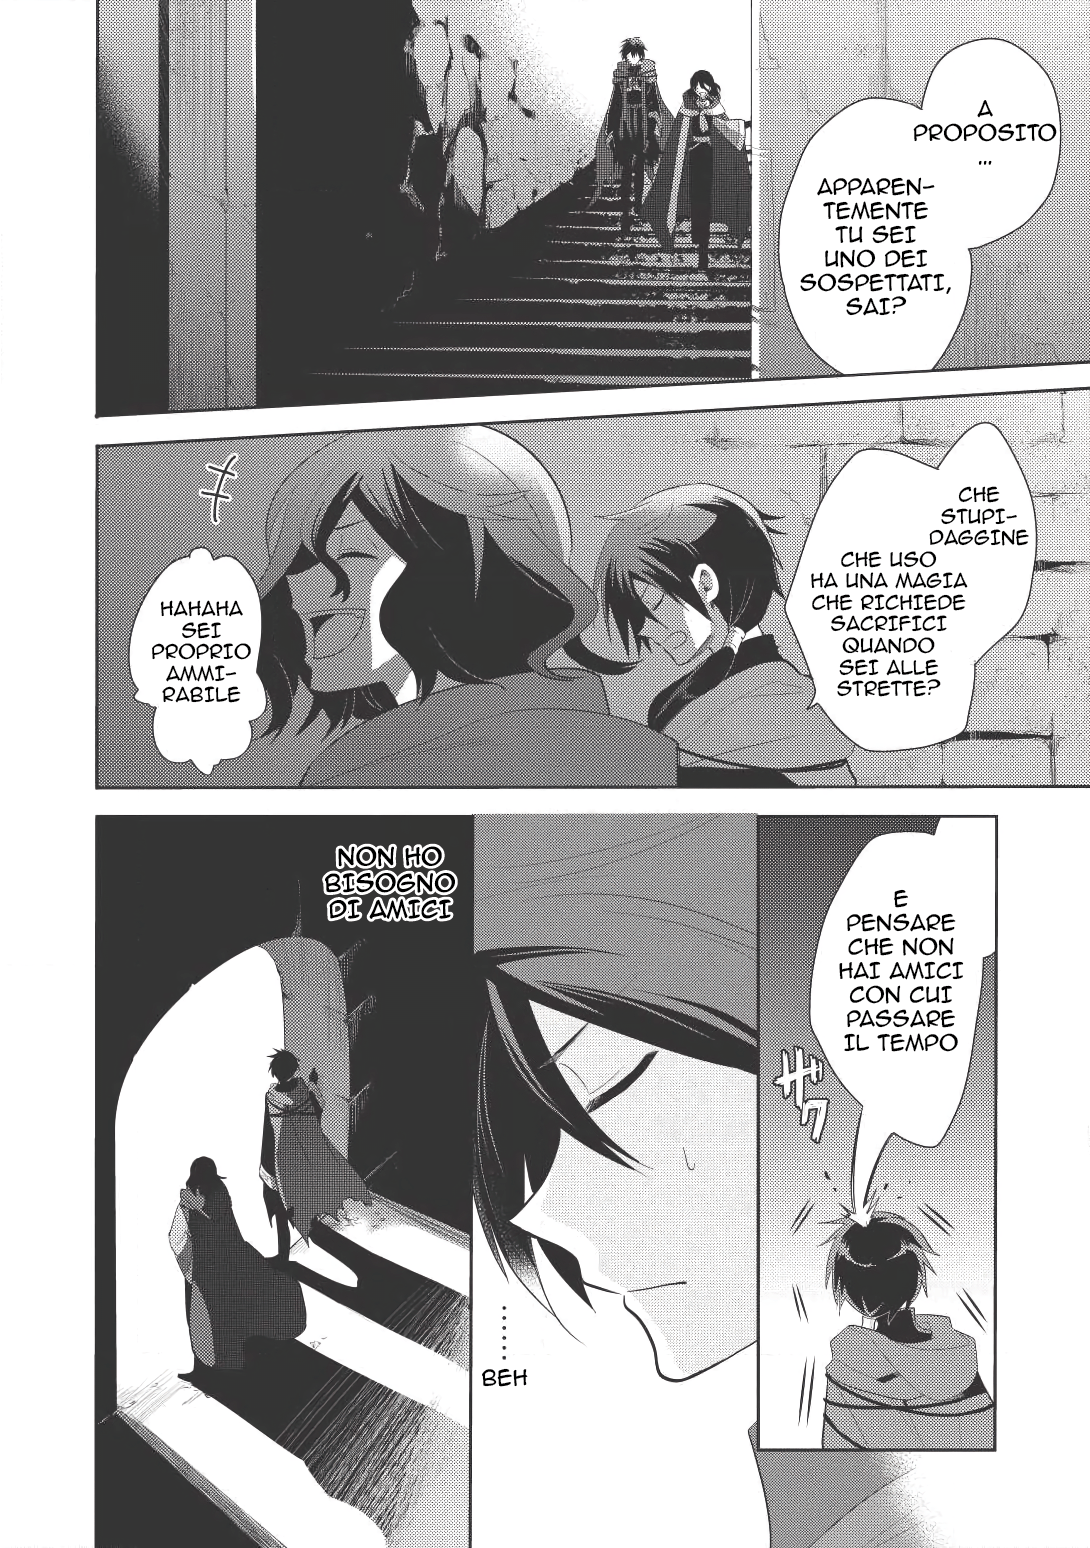 A
PROPOSITO
...
APPAREN-
TEMENTE
TU SEI
UNO DEI
SOSPETTATI,
SAI?
CHE
STUPI-
DAGGINE
CHE USO
HA UNA MAGIA
CHE RICHIEDE
SACRIFICI
QUANDO
SEI ALLE
STRETTE?
HAHAHA
SEI
PROPRIO
AMMI-
RABILE
E
PENSARE
CHE NON
HAI AMICI
CON CUI
PASSARE
IL TEMPO
ギク
......
BEH
NON HO
BISOGNO
DI AMICI